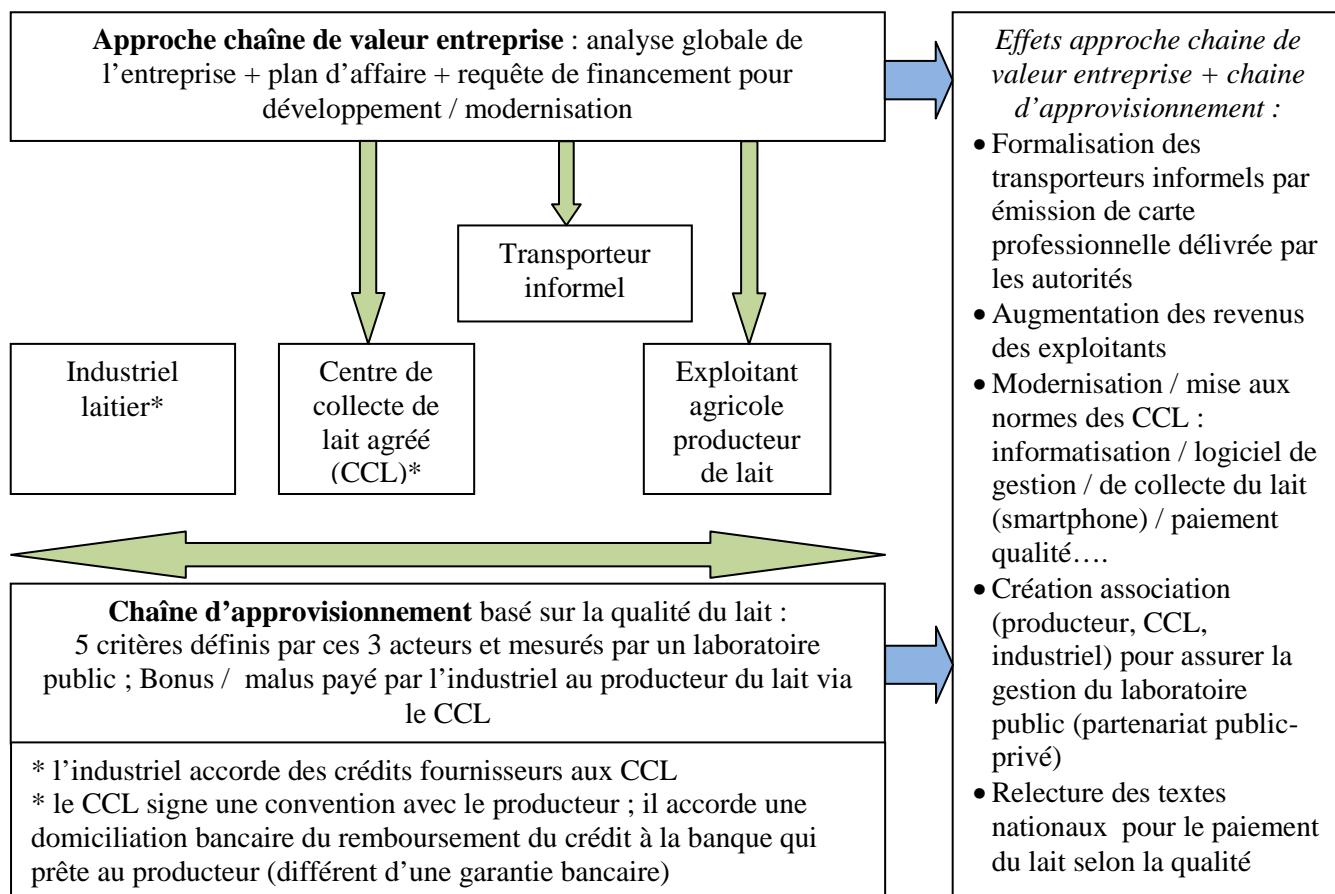 Approche chaîne de valeur entreprise : analyse globale de
l’entreprise + plan d’affaire + requête de financement pour
développement / modernisation
Transporteur
informel
Industriel
laitier*
Centre de
collecte de
lait agréé
(CCL)*
Exploitant
agricole
producteur
de lait
Chaîne d’approvisionnement basé sur la qualité du lait :
5 critères définis par ces 3 acteurs et mesurés par un laboratoire
public ; Bonus / malus payé par l’industriel au producteur du lait via
le CCL
* l’industriel accorde des crédits fournisseurs aux CCL
* le CCL signe une convention avec le producteur ; il accorde une
domiciliation bancaire du remboursement du crédit à la banque qui
prête au producteur (différent d’une garantie bancaire)
Effets approche chaine de
valeur entreprise + chaine
d’approvisionnement :
• Formalisation des
transporteurs informels par
émission de carte
professionnelle délivrée par
les autorités
• Augmentation des revenus
des exploitants
• Modernisation / mise aux
normes des CCL :
informatisation / logiciel de
gestion / de collecte du lait
(smartphone) / paiement
qualité….
• Création association
(producteur, CCL,
industriel) pour assurer la
gestion du laboratoire
public (partenariat public-
privé)
• Relecture des textes
nationaux pour le paiement
du lait selon la qualité